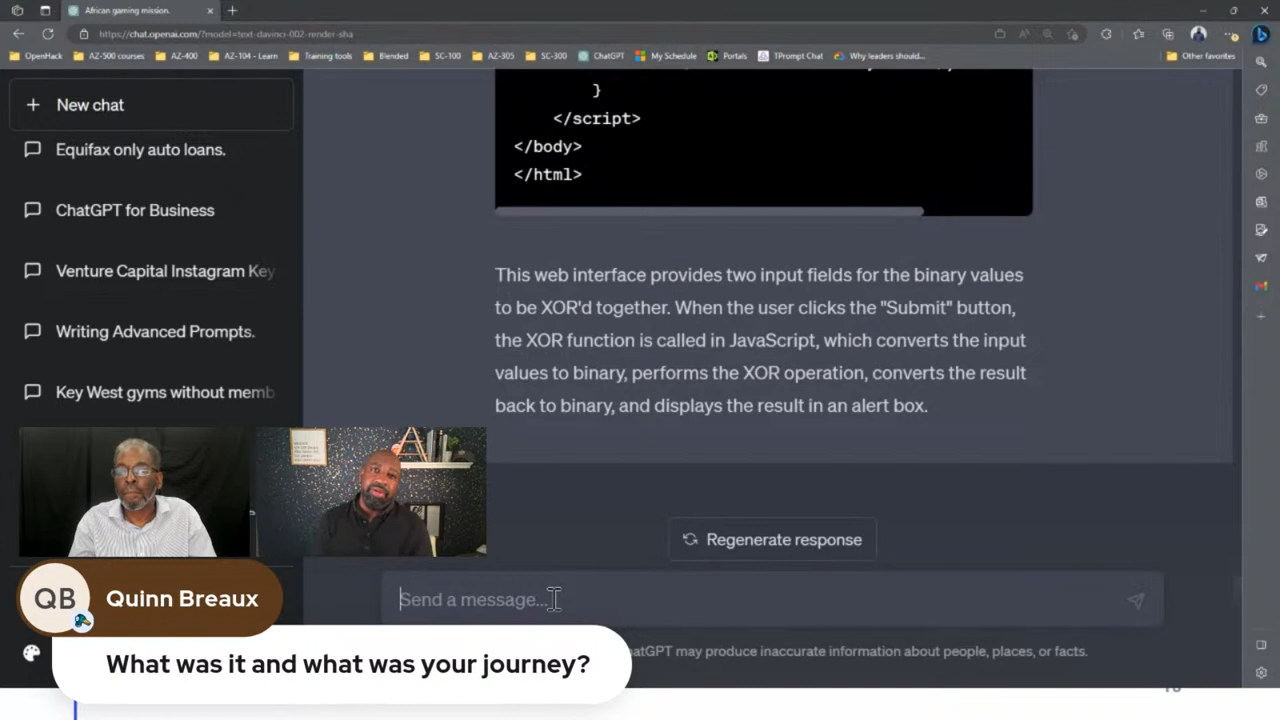 African gaming mission.
https://chat.openai.com/?model=text-davinci-002-render-sha
OpenHack
AZ-500 courses
AZ-400
AZ-104 - Learn
Training tools
Blended
SC-100
AZ-305
SC-300
ChatGPT
My Schedule
Portals
TPrompt Chat
Why leaders should...
Other favorites
New chat
Equifax only auto loans.
ChatGPT for Business
Venture Capital Instagram Key
Writing Advanced Prompts.
Key West gyms without memb
}
</script>
</body>
</html>
This web interface provides two input fields for the binary values
to be XOR'd together. When the user clicks the "Submit" button,
the XOR function is called in JavaScript, which converts the input
values to binary, performs the XOR operation, converts the result
back to binary, and displays the result in an alert box.
Regenerate response
Send a message...
QB
Quinn Breaux
What was it and what was your journey?
atGPT may produce inaccurate information about people, places, or facts.